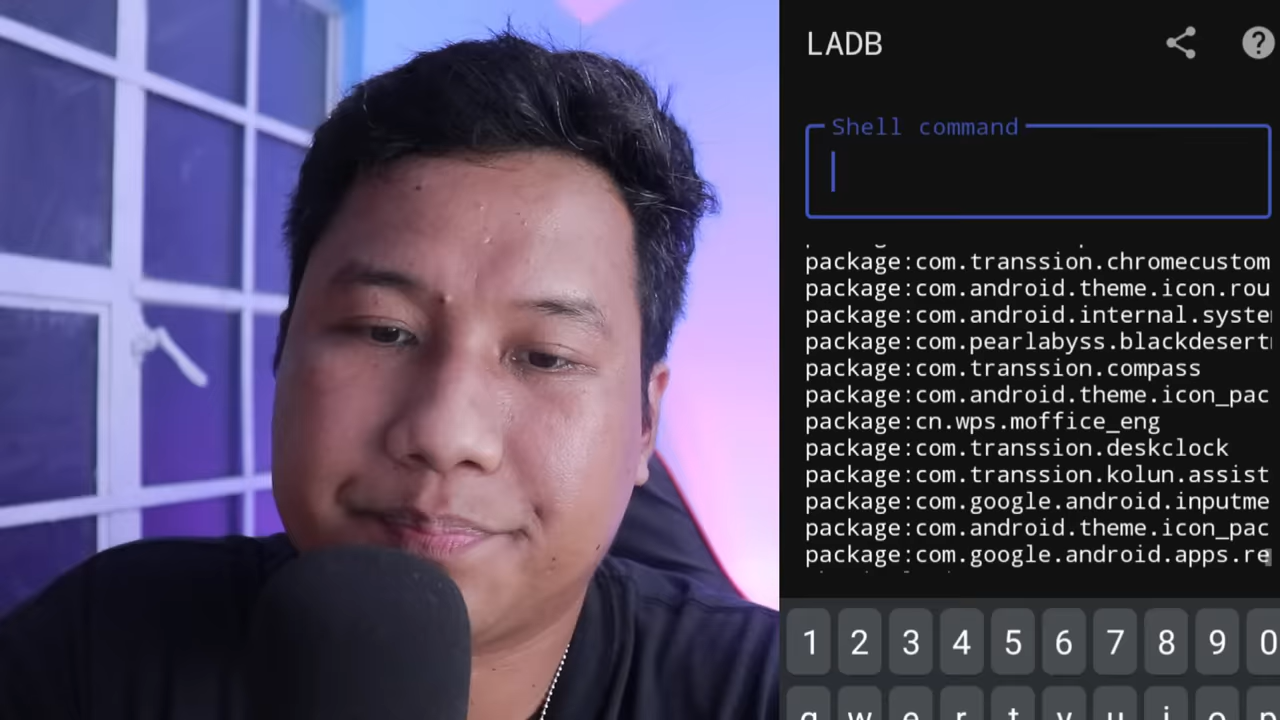 LADB
Shell command
package:com.transsion.chromecustom
package:com.android.theme.icon.rou
package:com.android.internal.syste
package:com.pearlabyss.blackdesert
package:com.transsion.compass
package:com.android.theme.icon_pac
package:cn.wps.moffice_eng
package:com.transsion.deskclock
package:com.transsion.kolun.assist
package:com.google.android.inputme
package:com.android.theme.icon_pac
package:com.google.android.apps.re
1 2 3 4 5 6 7 8 9 0
q w e r t y u i o p